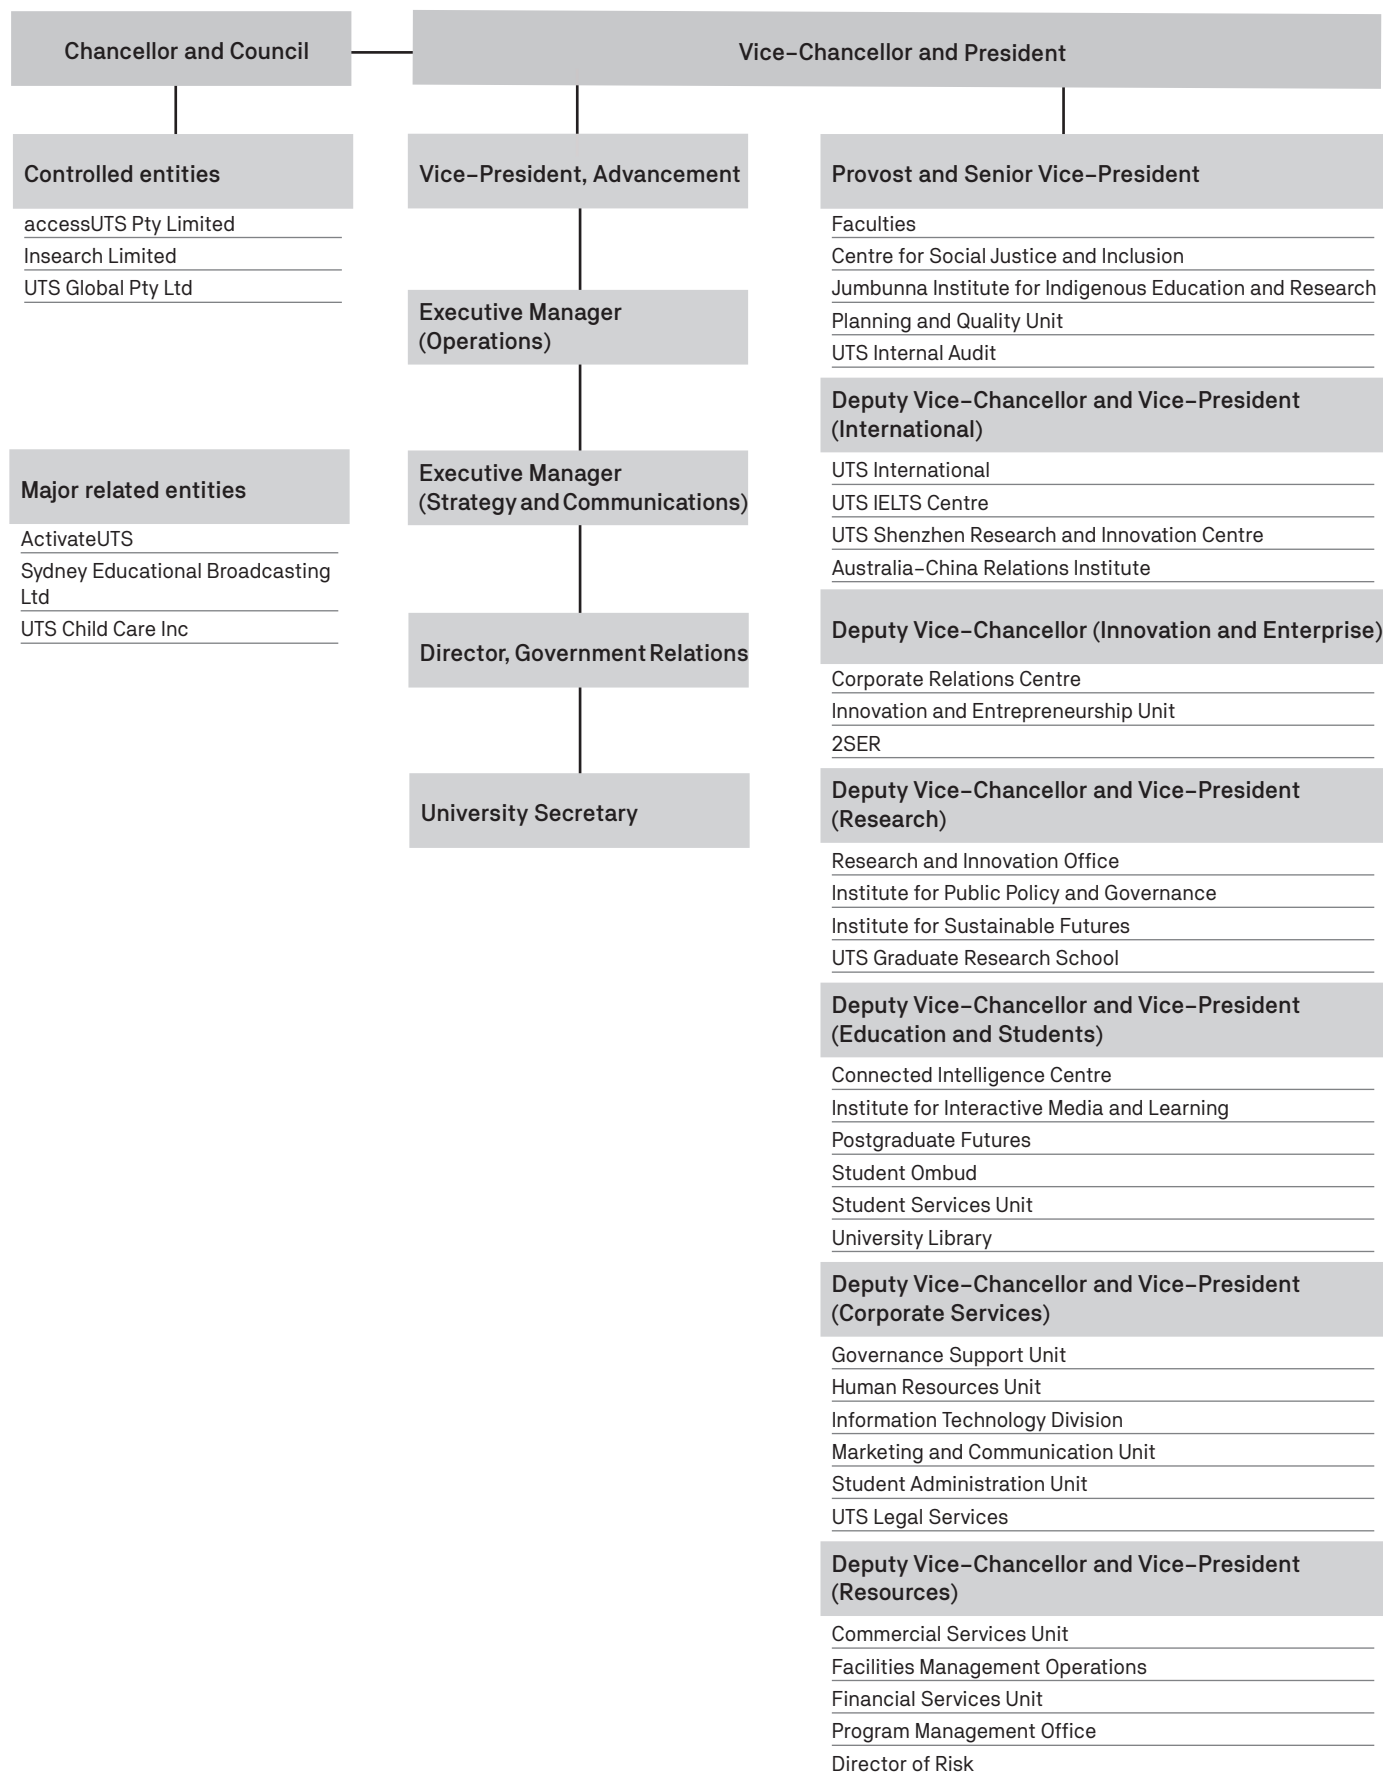 Chancellor and Council
Vice-Chancellor and President
Controlled entities
accessUTS Pty Limited
Insearch Limited
UTS Global Pty Ltd
Major related entities
ActivateUTS
Sydney Educational Broadcasting
Ltd
UTS Child Care Inc
Vice-President, Advancement
Executive Manager
(Operations)
Executive Manager
(Strategy and Communications)
Director, Government Relations
University Secretary
Provost and Senior Vice-President
Faculties
Centre for Social Justice and Inclusion
Jumbunna Institute for Indigenous Education and Research
Planning and Quality Unit
UTS Internal Audit
Deputy Vice-Chancellor and Vice-President
(International)
UTS International
UTS IELTS Centre
UTS Shenzhen Research and Innovation Centre
Australia-China Relations Institute
Deputy Vice-Chancellor (Innovation and Enterprise)
Corporate Relations Centre
Innovation and Entrepreneurship Unit
2SER
Deputy Vice-Chancellor and Vice-President
(Research)
Research and Innovation Office
Institute for Public Policy and Governance
Institute for Sustainable Futures
UTS Graduate Research School
Deputy Vice-Chancellor and Vice-President
(Education and Students)
Connected Intelligence Centre
Institute for Interactive Media and Learning
Postgraduate Futures
Student Ombud
Student Services Unit
University Library
Deputy Vice-Chancellor and Vice-President
(Corporate Services)
Governance Support Unit
Human Resources Unit
Information Technology Division
Marketing and Communication Unit
Student Administration Unit
UTS Legal Services
Deputy Vice-Chancellor and Vice-President
(Resources)
Commercial Services Unit
Facilities Management Operations
Financial Services Unit
Program Management Office
Director of Risk